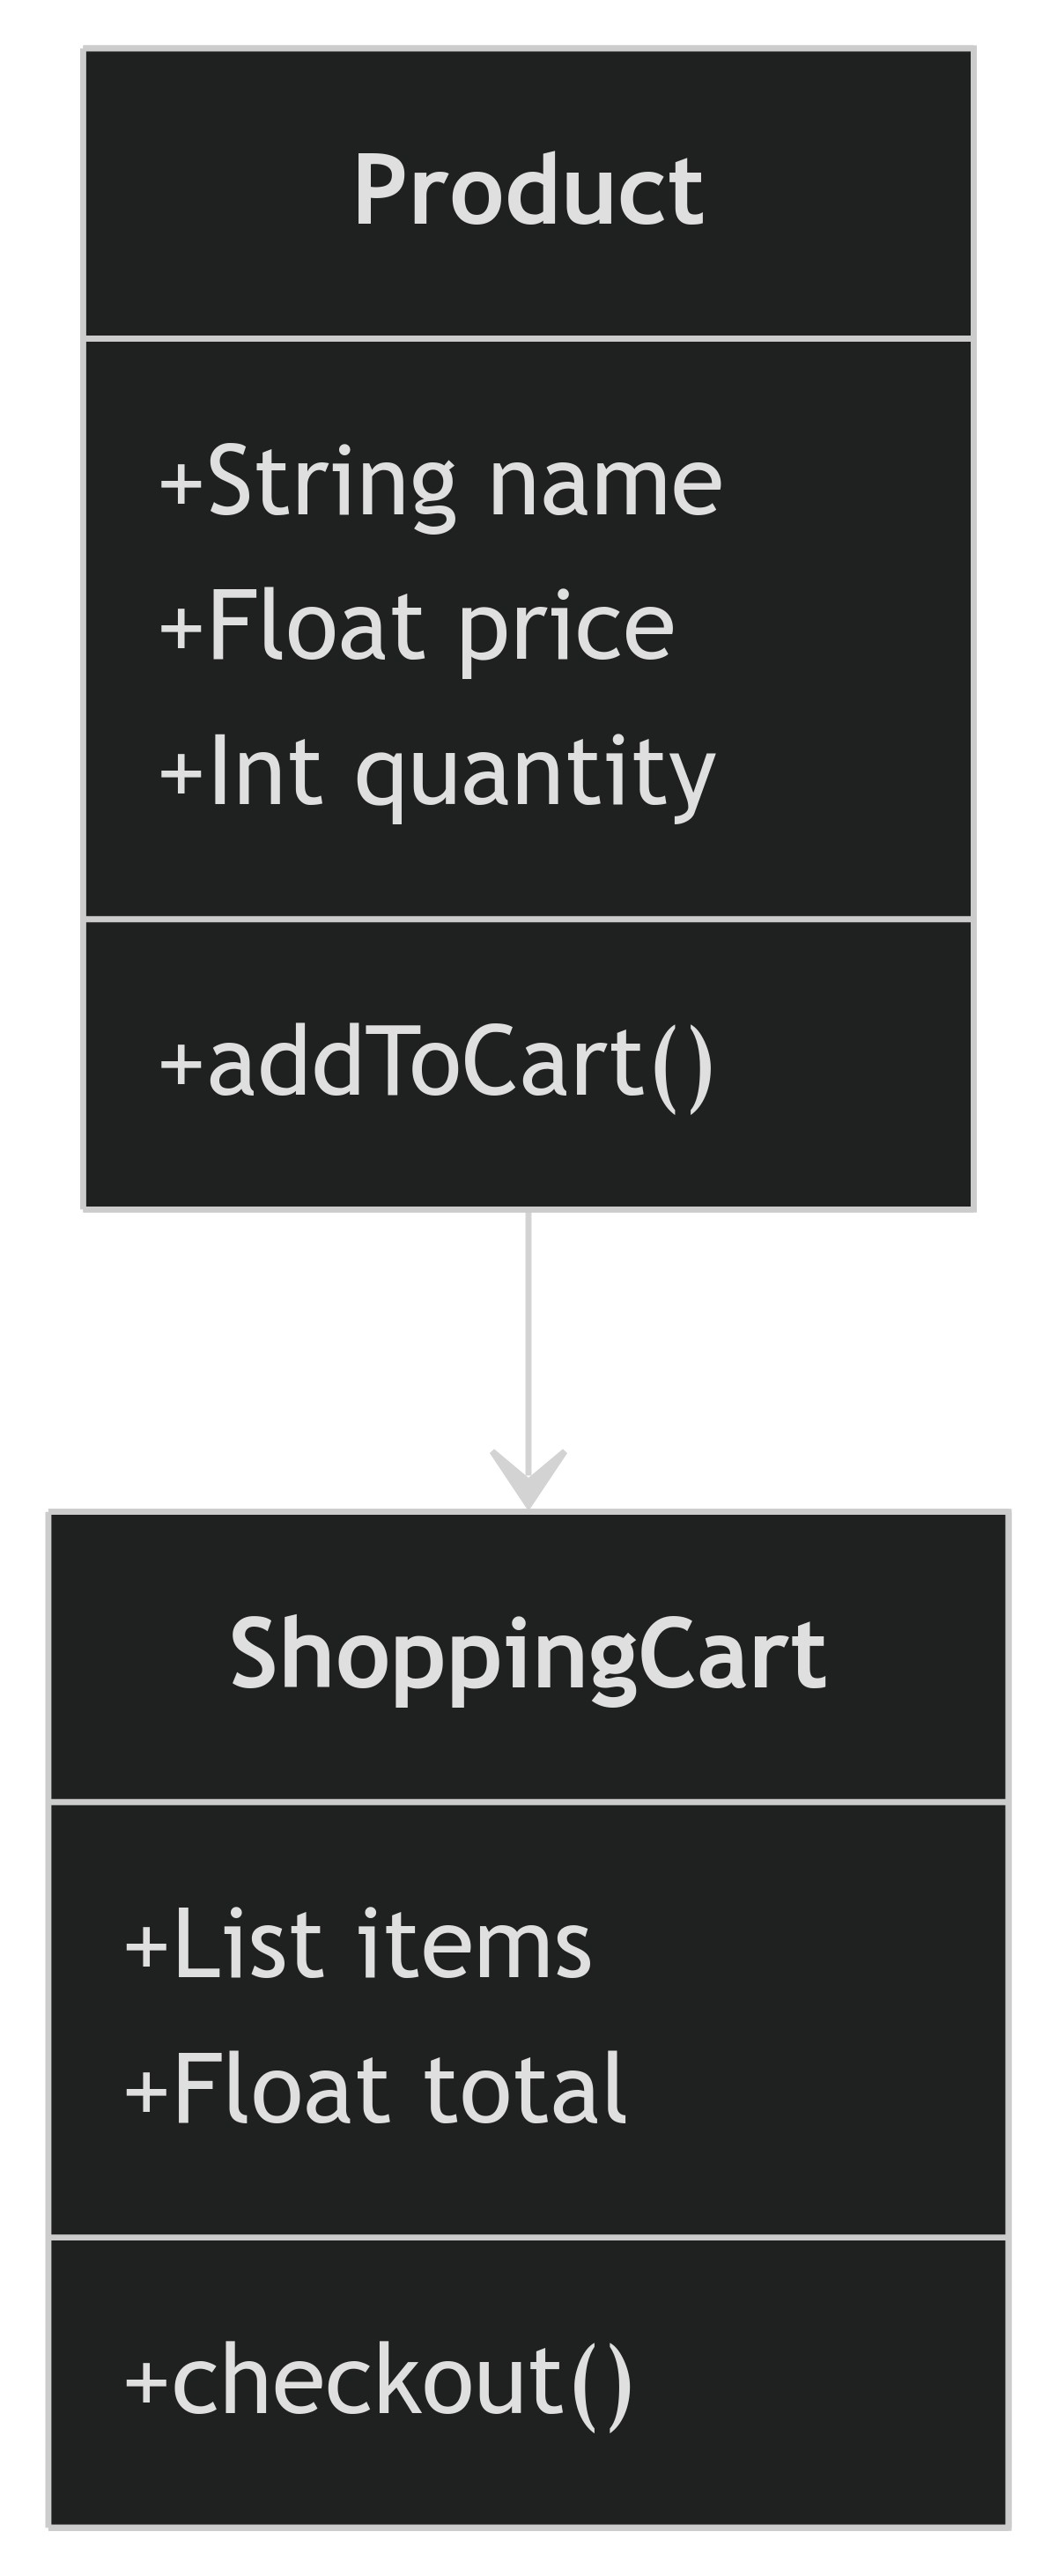 Product
+String name
+Float price
+Int quantity
+addToCart()
ShoppingCart
+List items
+Float total
+checkout()